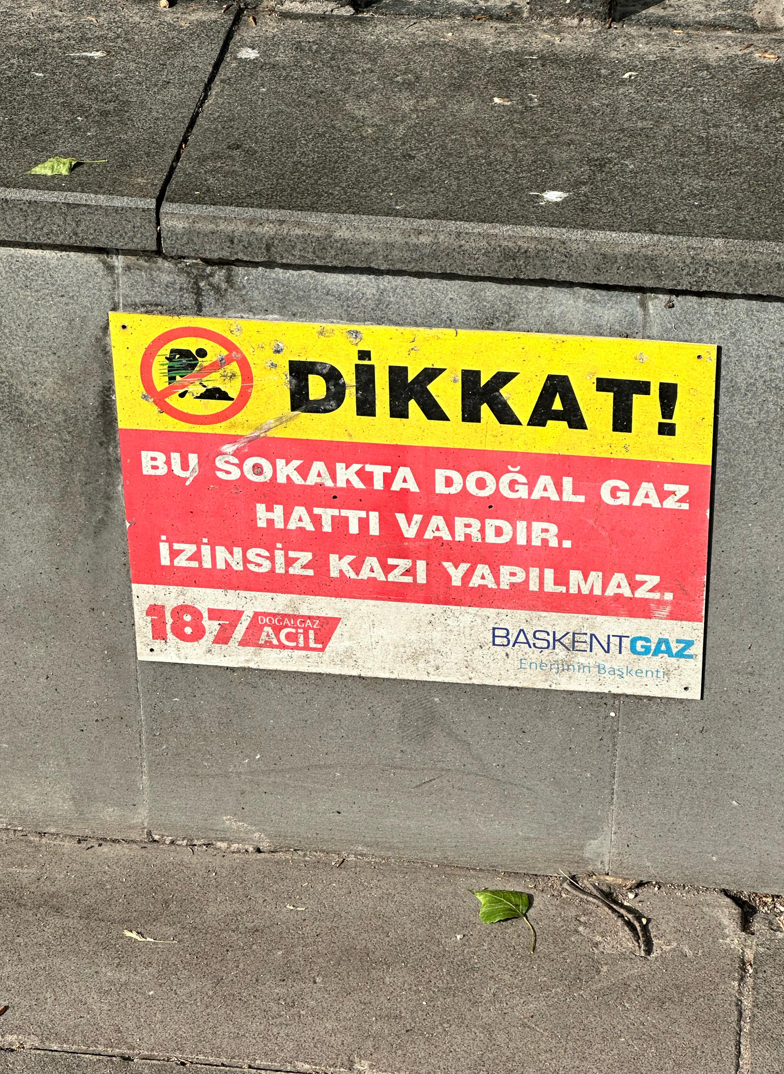 DİKKAT!
BU SOKAKTA DOĞAL GAZ
HATTI VARDIR.
İZİNSİZ KAZI YAPILMAZ.
187 DOĞALGAZ
ACİL
BAŞKENTGAZ
Enerjinin Başkenti